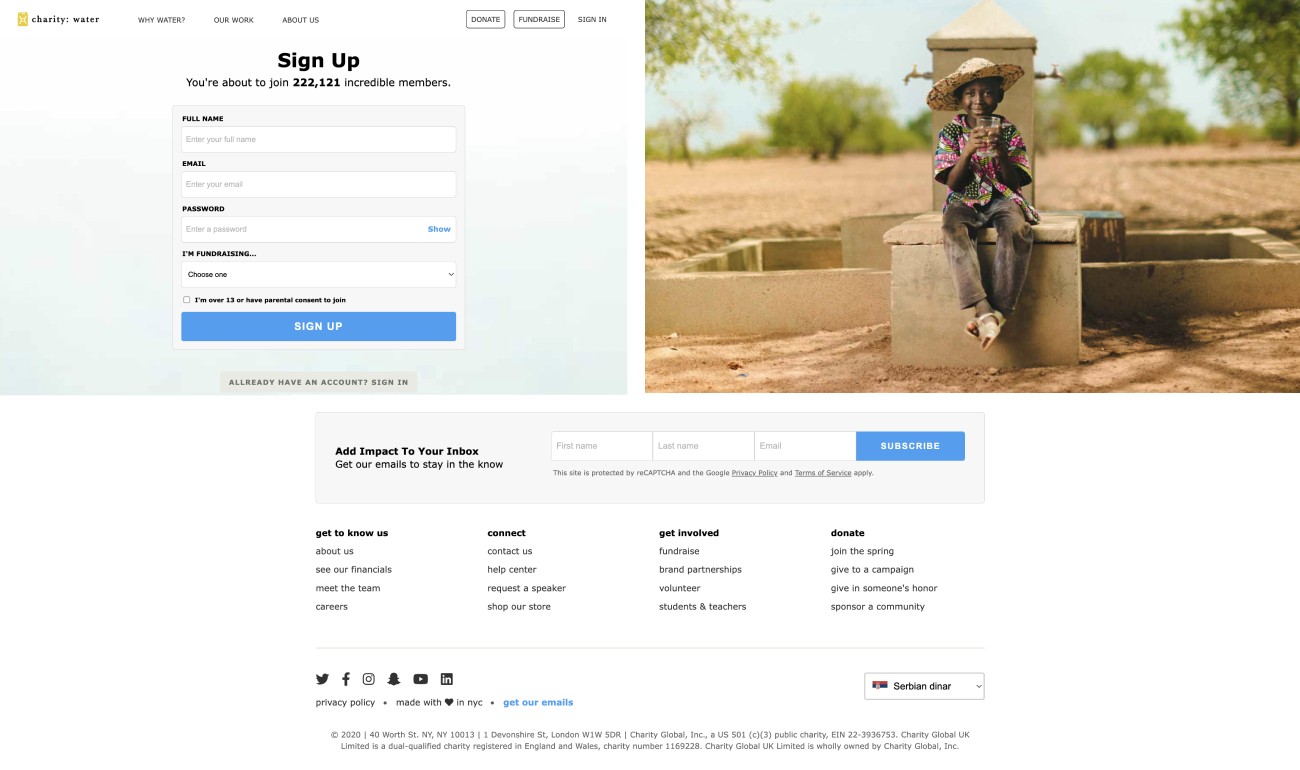 charity: water
WHY WATER?
OUR WORK
ABOUT US
DONATE
FUNDRAISE
SIGN IN
Sign Up
You're about to join 222,121 incredible members.
FULL NAME
Enter your full name
EMAIL
Enter your email
PASSWORD
Enter a password
Show
I'M FUNDRAISING...
Choose one
I'm over 13 or have parental consent to join
SIGN UP
ALLREADY HAVE AN ACCOUNT? SIGN IN
Add Impact To Your Inbox
Get our emails to stay in the know
First name
Last name
Email
SUBSCRIBE
This site is protected by reCAPTCHA and the Google Privacy Policy and Terms of Service apply.
get to know us
about us
see our financials
meet the team
careers
connect
contact us
help center
request a speaker
shop our store
get involved
fundraise
brand partnerships
volunteer
students & teachers
donate
join the spring
give to a campaign
give in someone's honor
sponsor a community
privacy policy • made with ♥ in nyc • get our emails
Serbian dinar
© 2020 | 40 Worth St. NY, NY 10013 | 1 Devonshire St, London W1W 5DR | Charity Global, Inc., a US 501 (c)(3) public charity, EIN 22-3936753. Charity Global UK
Limited is a dual-qualified charity registered in England and Wales, charity number 1169228. Charity Global UK Limited is wholly owned by Charity Global, Inc.